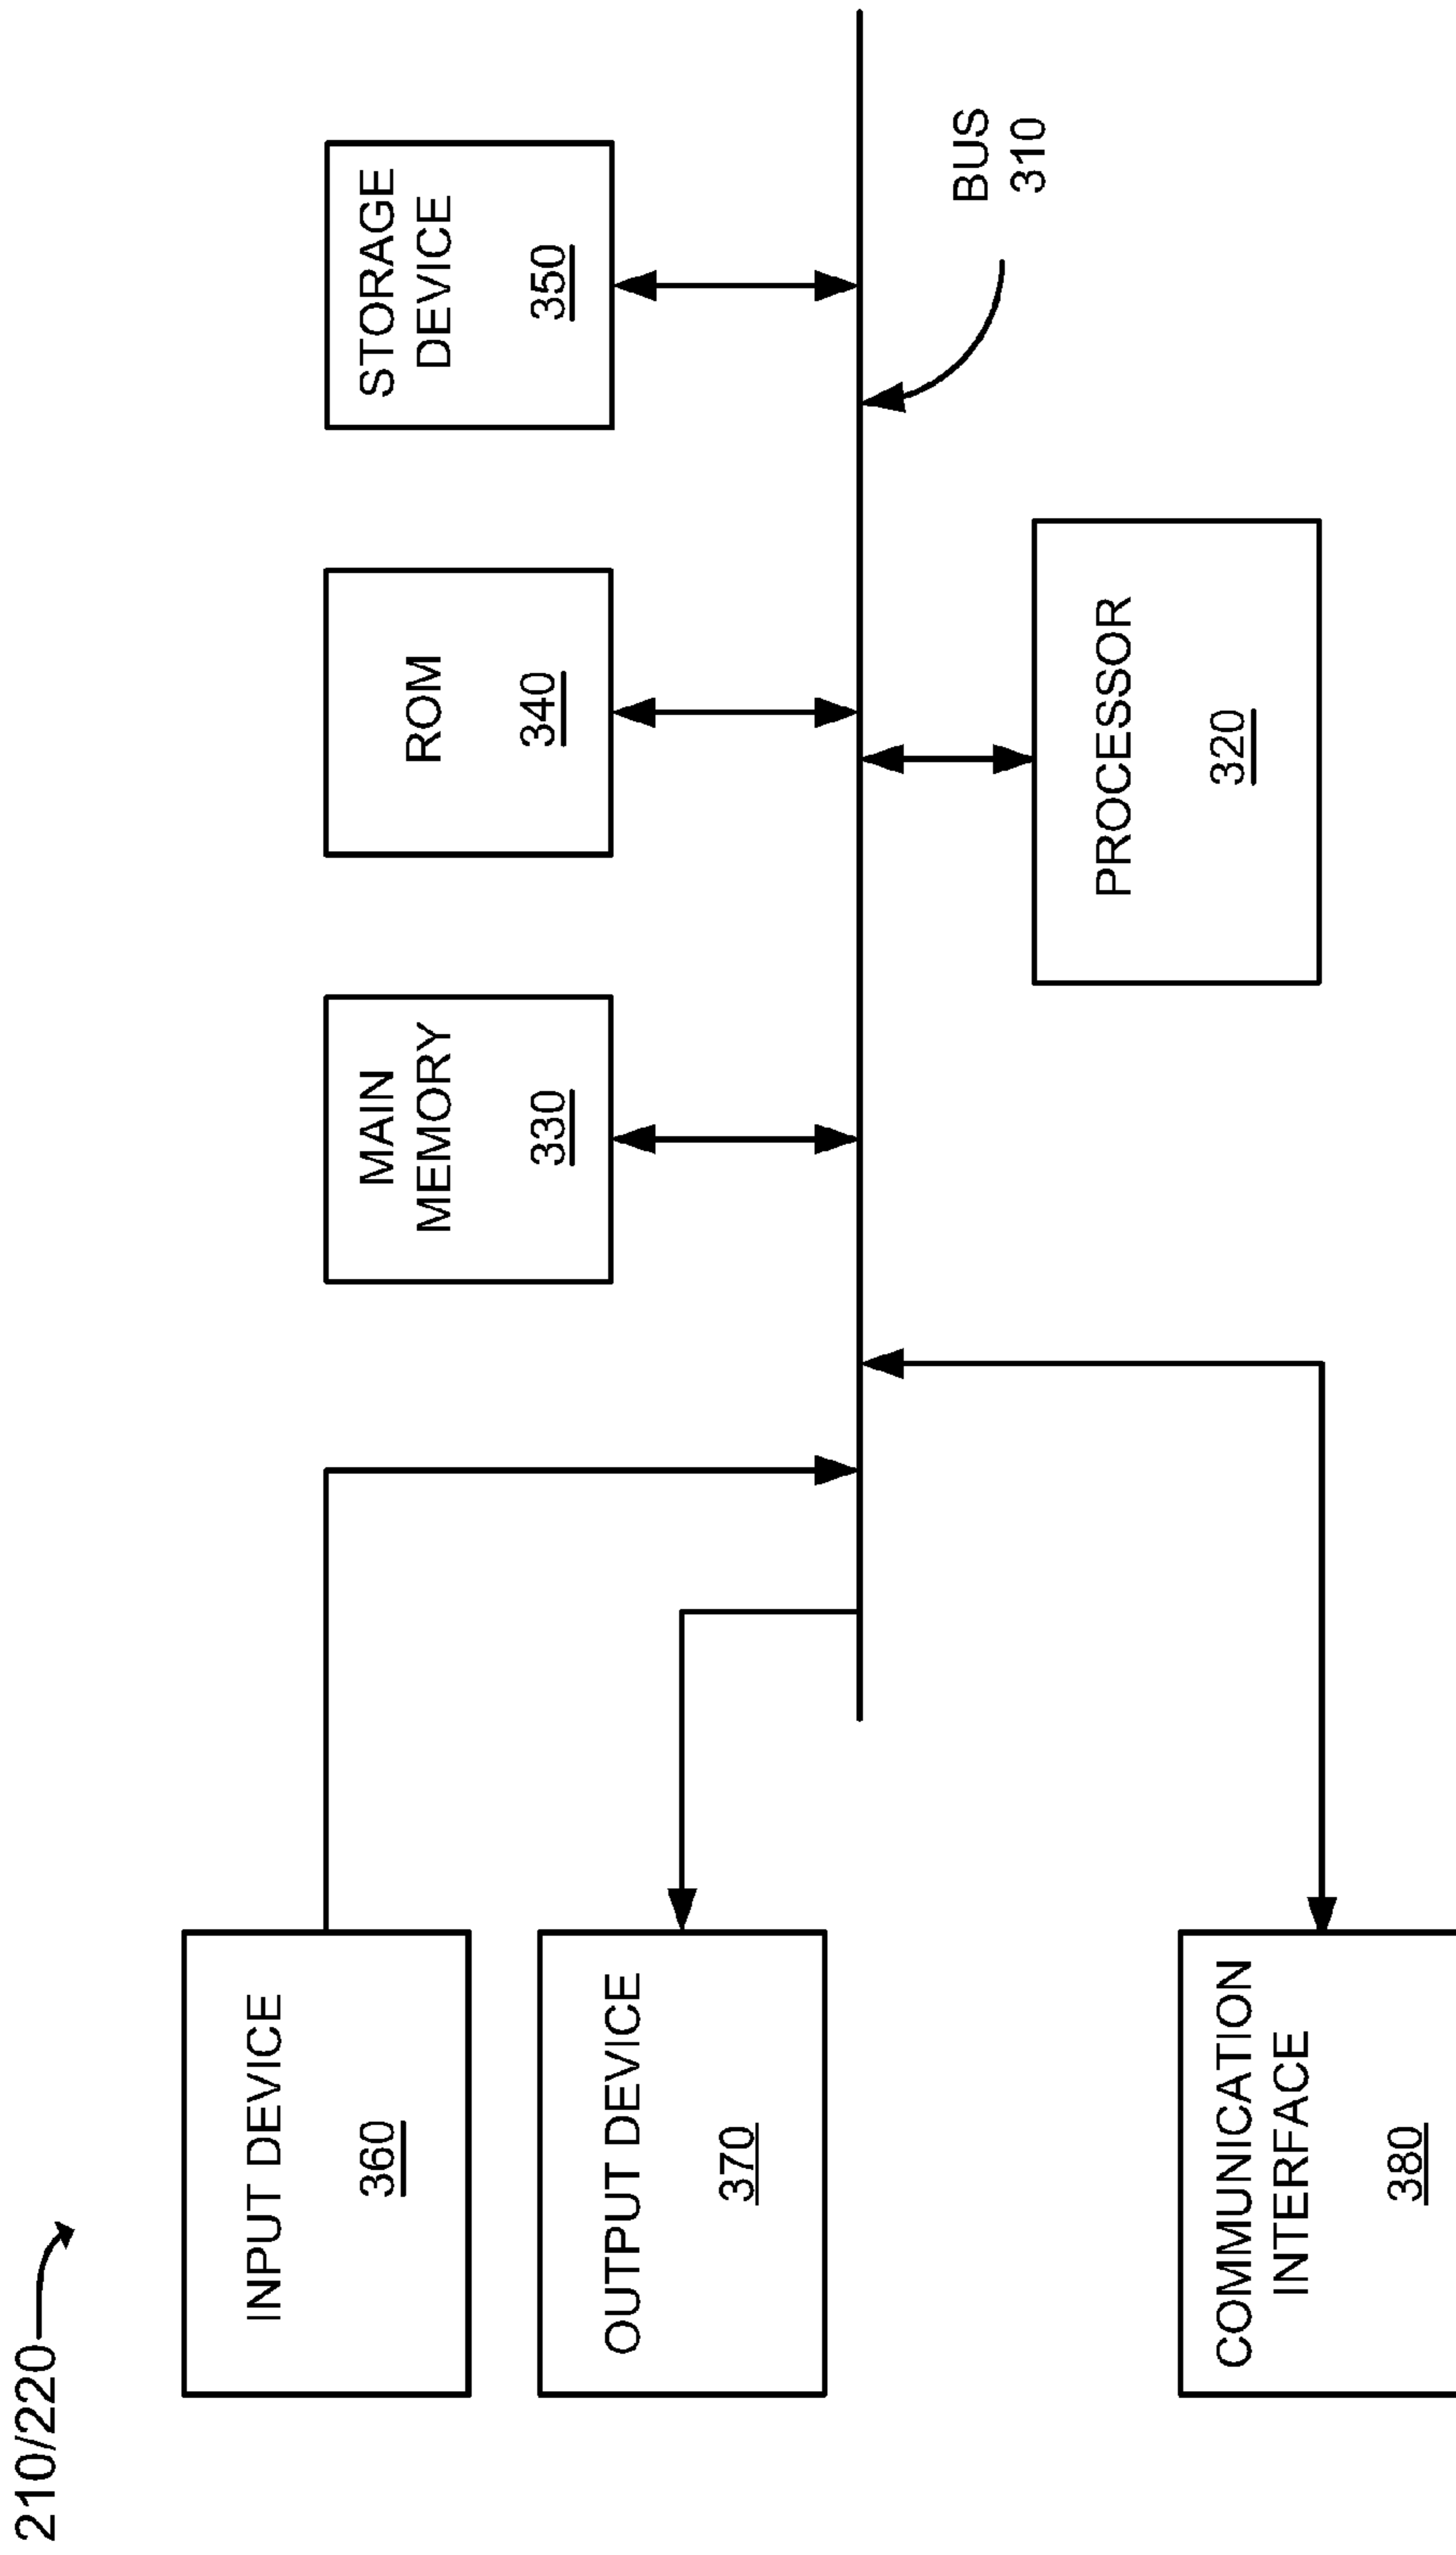 210/220
INPUT DEVICE
360
OUTPUT DEVICE
370
COMMUNICATION
INTERFACE
380
MAIN
MEMORY
330
ROM
340
STORAGE
DEVICE
350
PROCESSOR
320
BUS
310